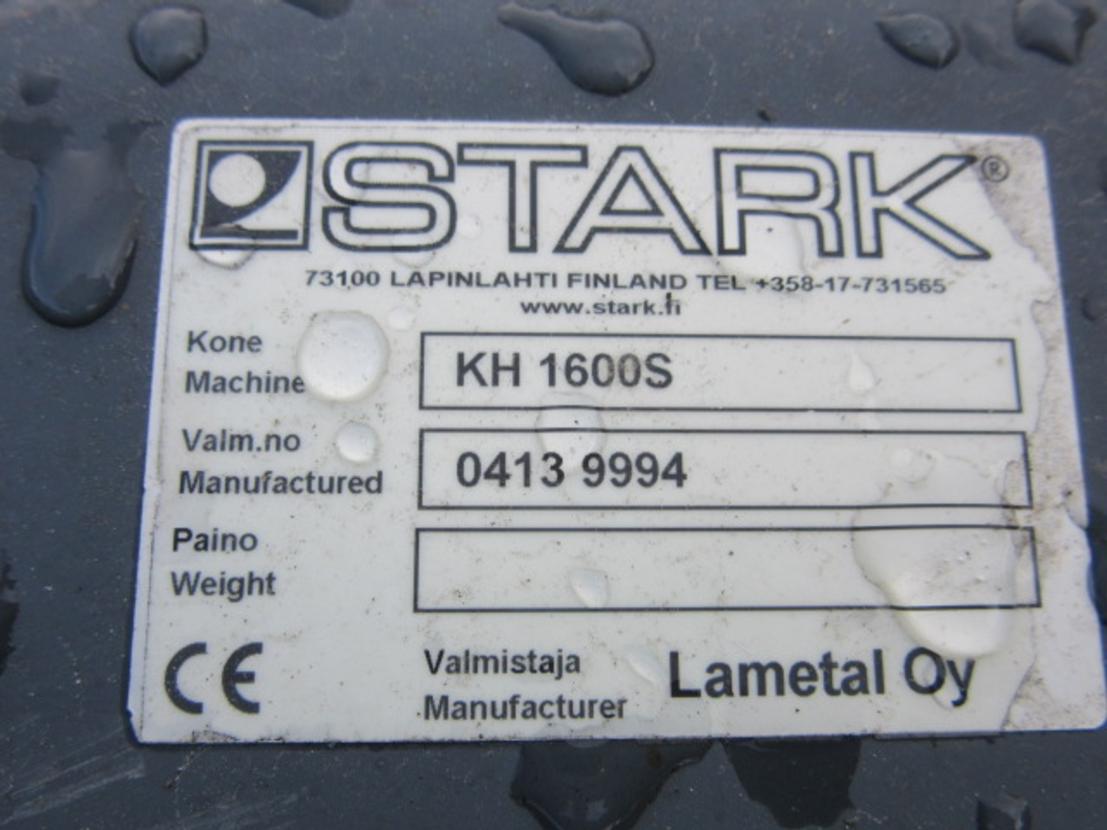 STARK®
73100 LAPINLAHTI FINLAND TEL +358-17-731565
www.stark.fi
Kone
Machine
KH 1600S
Valm.no
Manufactured
0413 9994
Paino
Weight
CE
Valmistaja
Manufacturer
Lametal Oy